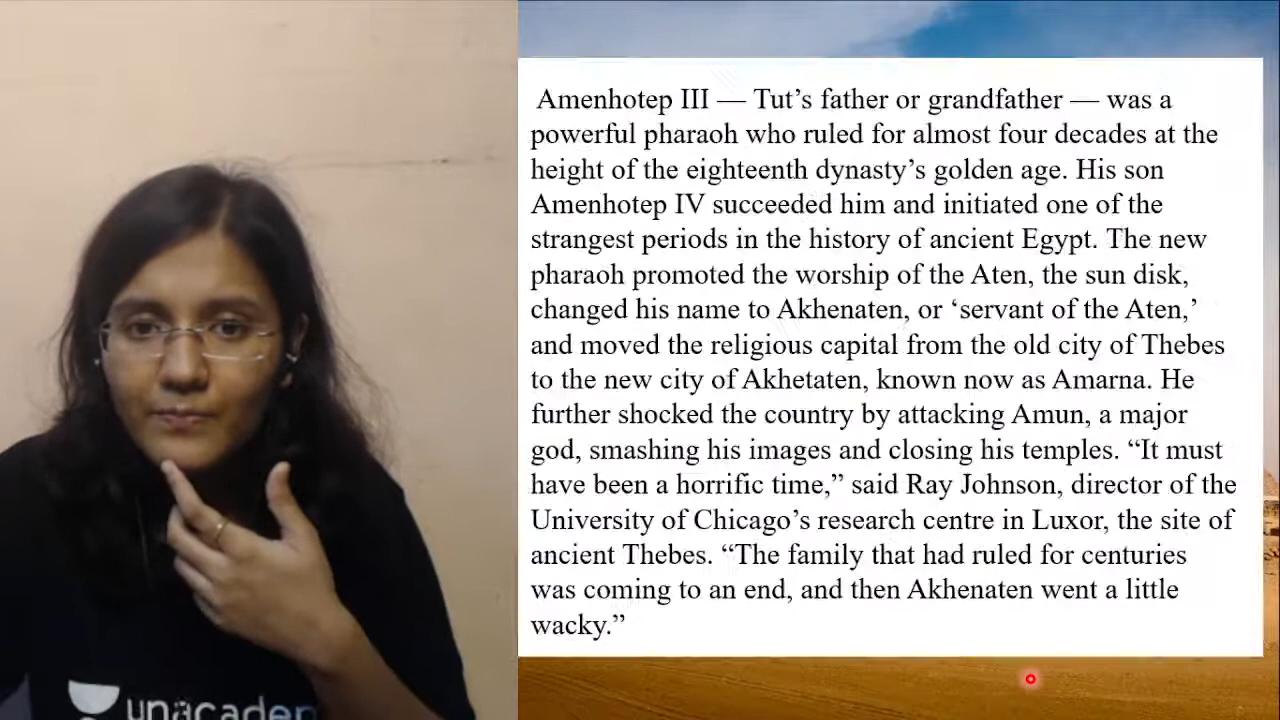 Amenhotep III — Tut’s father or grandfather — was a
powerful pharaoh who ruled for almost four decades at the
height of the eighteenth dynasty’s golden age. His son
Amenhotep IV succeeded him and initiated one of the
strangest periods in the history of ancient Egypt. The new
pharaoh promoted the worship of the Aten, the sun disk,
changed his name to Akhenaten, or ‘servant of the Aten,’
and moved the religious capital from the old city of Thebes
to the new city of Akhetaten, known now as Amarna. He
further shocked the country by attacking Amun, a major
god, smashing his images and closing his temples. “It must
have been a horrific time,” said Ray Johnson, director of the
University of Chicago’s research centre in Luxor, the site of
ancient Thebes. “The family that had ruled for centuries
was coming to an end, and then Akhenaten went a little
wacky.”
unacadem